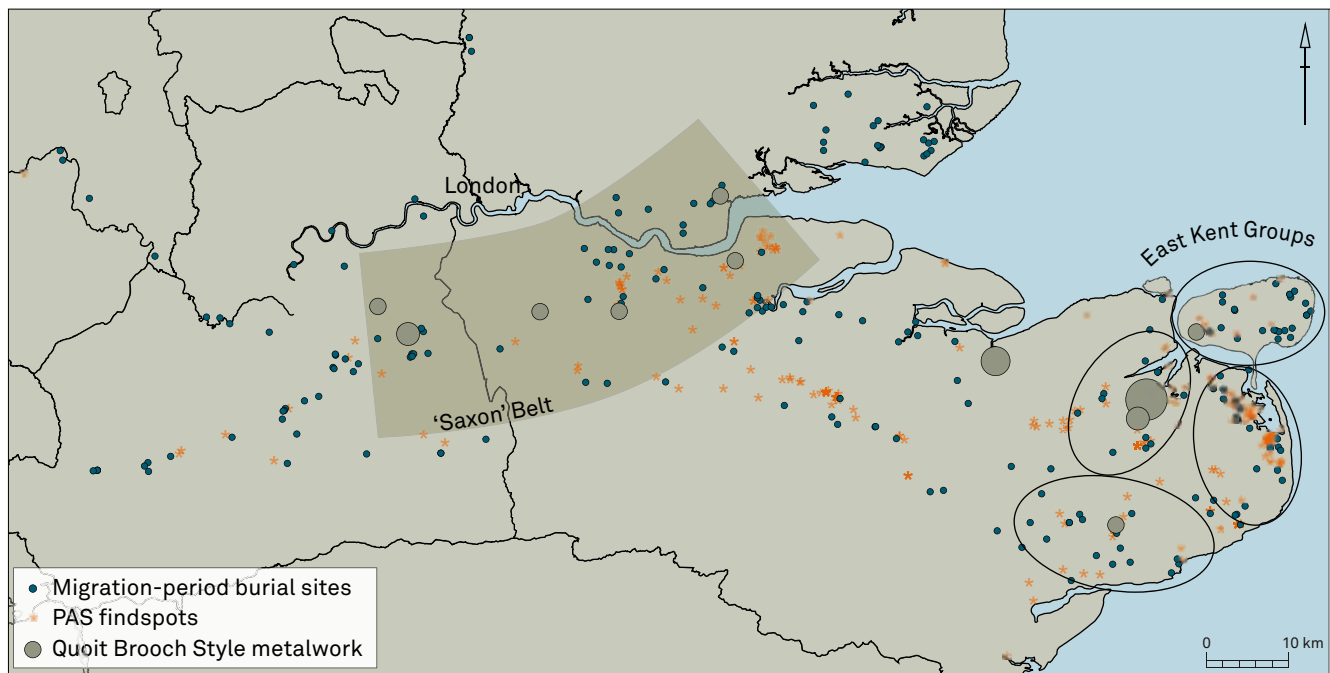 London
East Kent Groups
‘Saxon’ Belt
Migration-period burial sites
PAS findspots
Quoit Brooch Style metalwork
0 10 km